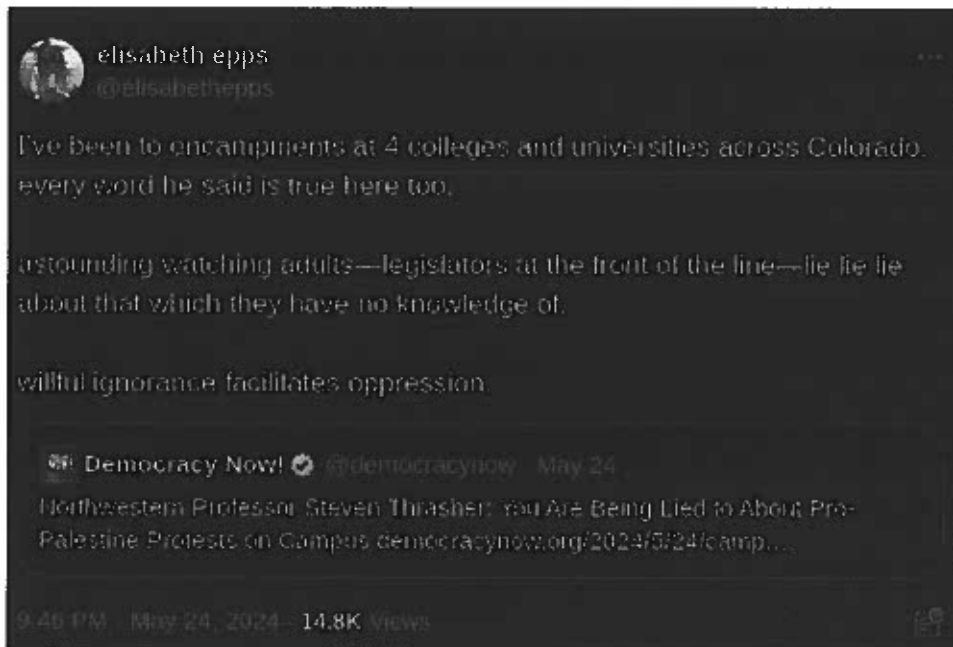 elisabeth epps
@elisabethepps
I've been to encampments at 4 colleges and universities across Colorado.
every word he said is true here too.
astounding watching adults—legislators at the front of the line—lie lie lie
about that which they have no knowledge of.
willful ignorance facilitates oppression.
Democracy Now! @democracynow · May 24
Northwestern Professor Steven Thrasher: You Are Being Lied to About Pro-
Palestine Protests on Campus democracynow.org/2024/5/24/camp...
9:46 PM · May 24, 2024 · 14.8K Views